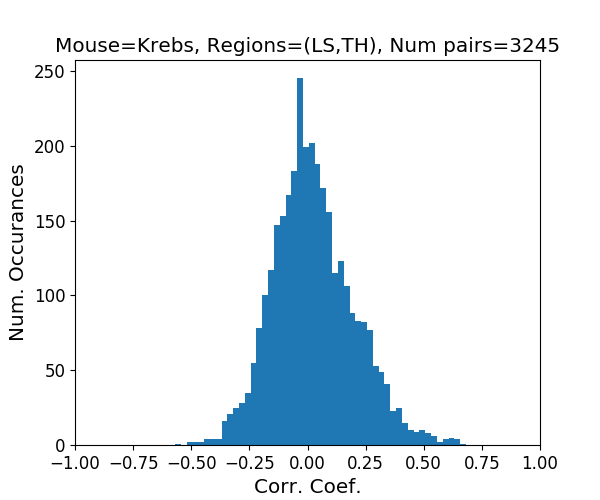 Mouse=Krebs, Regions=(LS,TH), Num pairs=3245
250
200
150
100
50
0
Num. Occurances
−1.00 −0.75 −0.50 −0.25 0.00 0.25 0.50 0.75 1.00
Corr. Coef.